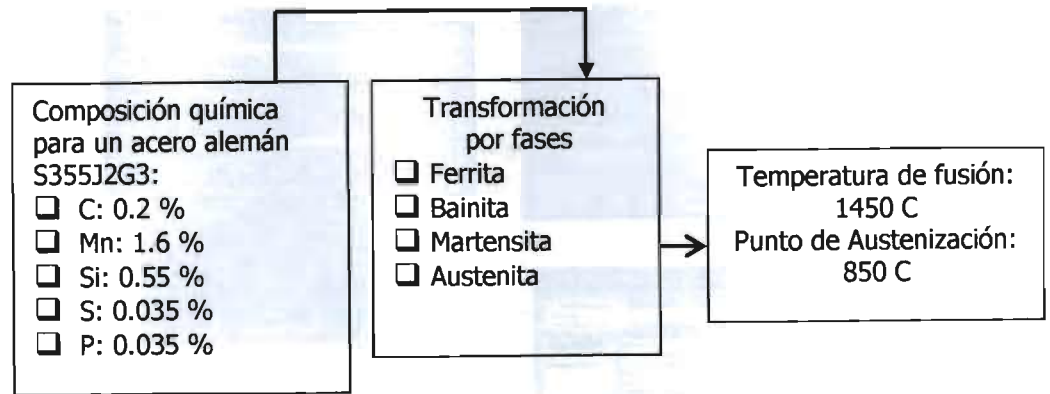 Composición química
para un acero alemán
S355J2G3:
❑ C: 0.2 %
❑ Mn: 1.6 %
❑ Si: 0.55 %
❑ S: 0.035 %
❑ P: 0.035 %
Transformación
por fases
❑ Ferrita
❑ Bainita
❑ Martensita
❑ Austenita
Temperatura de fusión:
1450 C
Punto de Austenización:
850 C